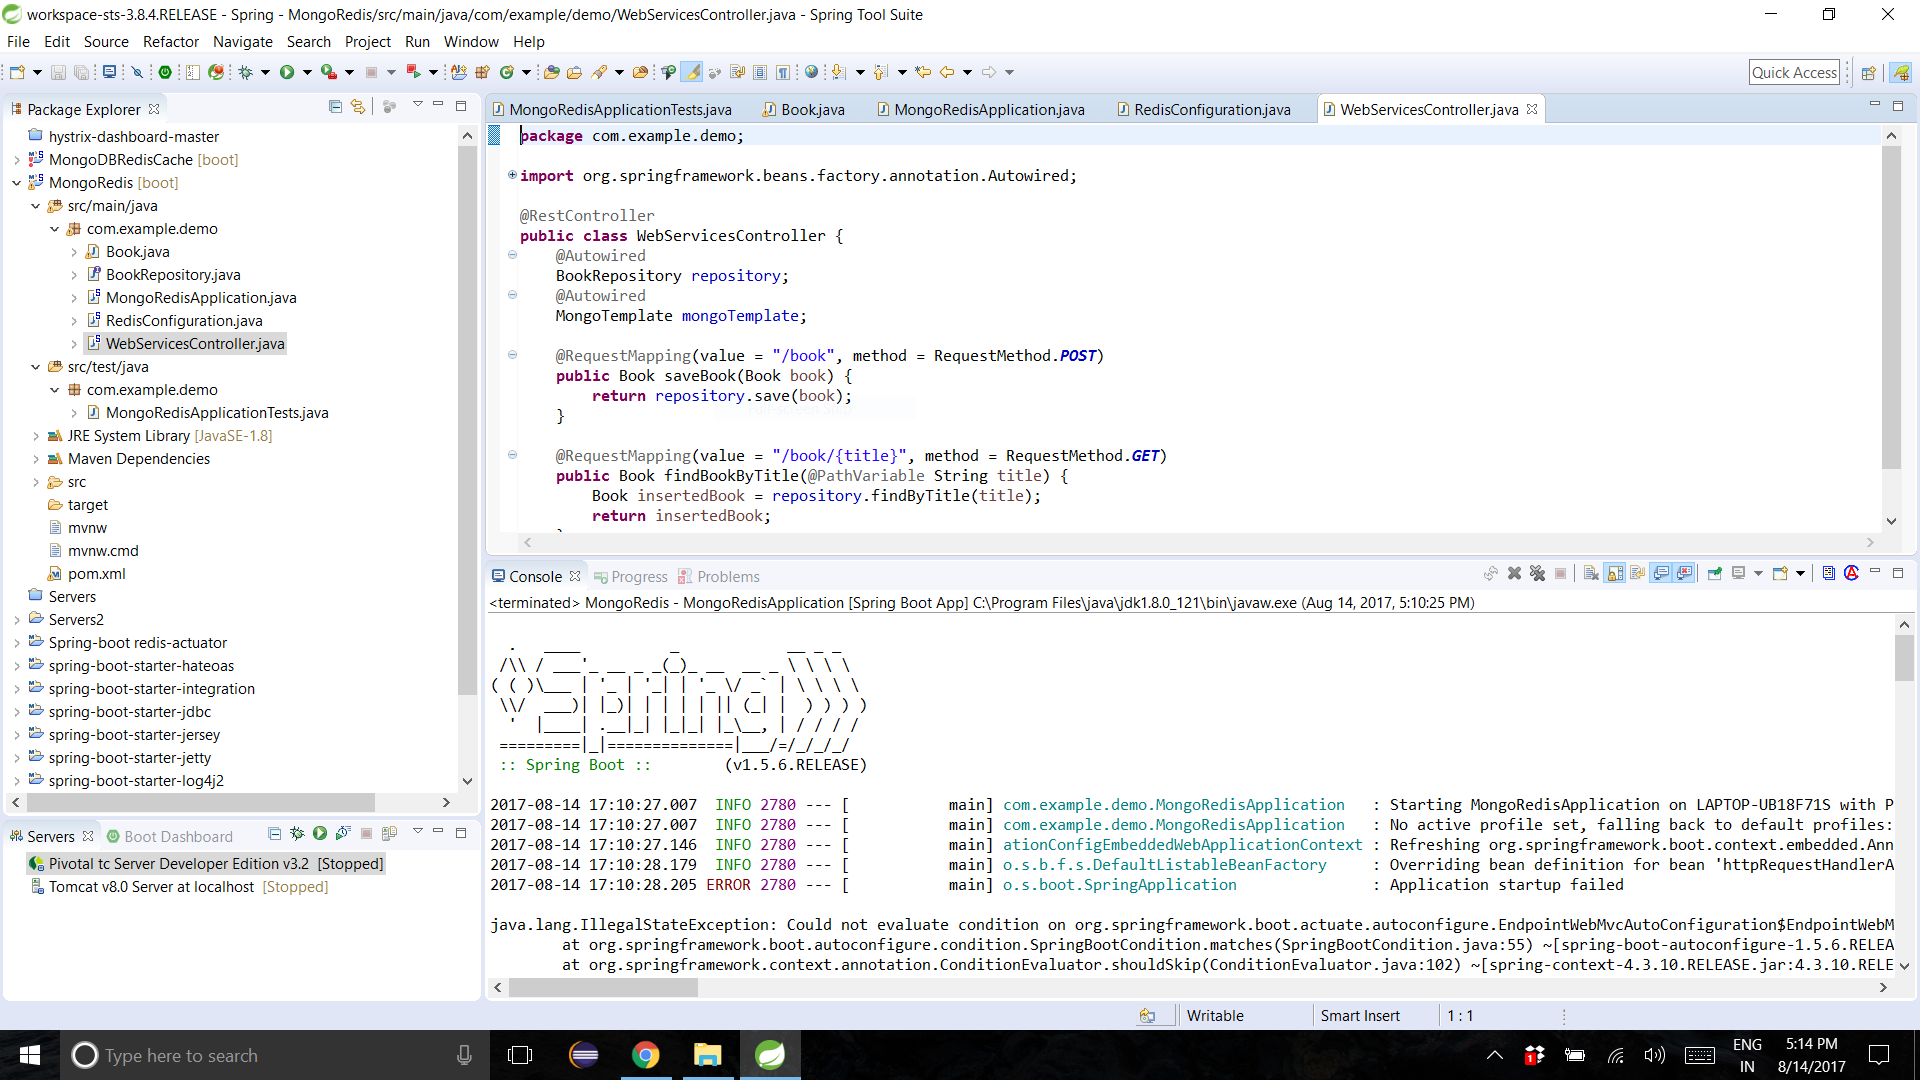 workspace-sts-3.8.4.RELEASE - Spring - MongoRedis/src/main/java/com/example/demo/WebServicesController.java - Spring Tool Suite
File Edit Source Refactor Navigate Search Project Run Window Help
Quick Access
Package Explorer
hystrix-dashboard-master
MongoDBRedisCache [boot]
MongoRedis [boot]
src/main/java
com.example.demo
Book.java
BookRepository.java
MongoRedisApplication.java
RedisConfiguration.java
WebServicesController.java
src/test/java
com.example.demo
MongoRedisApplicationTests.java
JRE System Library [JavaSE-1.8]
Maven Dependencies
src
target
mvnw
mvnw.cmd
pom.xml
Servers
Servers2
Spring-boot redis-actuator
spring-boot-starter-hateoas
spring-boot-starter-integration
spring-boot-starter-jdbc
spring-boot-starter-jersey
spring-boot-starter-jetty
spring-boot-starter-log4j2
Servers Boot Dashboard
Pivotal tc Server Developer Edition v3.2 [Stopped]
Tomcat v8.0 Server at localhost [Stopped]
MongoRedisApplicationTests.java Book.java MongoRedisApplication.java RedisConfiguration.java WebServicesController.java
package com.example.demo;
import org.springframework.beans.factory.annotation.Autowired;
@RestController
public class WebServicesController {
@Autowired
BookRepository repository;
@Autowired
MongoTemplate mongoTemplate;
@RequestMapping(value = "/book", method = RequestMethod.POST)
public Book saveBook(Book book) {
return repository.save(book);
}
@RequestMapping(value = "/book/{title}", method = RequestMethod.GET)
public Book findBookByTitle(@PathVariable String title) {
Book insertedBook = repository.findByTitle(title);
return insertedBook;
Console Progress Problems
<terminated> MongoRedis - MongoRedisApplication [Spring Boot App] C:\Program Files\java\jdk1.8.0_121\bin\javaw.exe (Aug 14, 2017, 5:10:25 PM)
Spring
:: Spring Boot :: (v1.5.6.RELEASE)
2017-08-14 17:10:27.007 INFO 2780 --- [ main] com.example.demo.MongoRedisApplication : Starting MongoRedisApplication on LAPTOP-UB18F71S with P
2017-08-14 17:10:27.007 INFO 2780 --- [ main] com.example.demo.MongoRedisApplication : No active profile set, falling back to default profiles:
2017-08-14 17:10:27.146 INFO 2780 --- [ main] ationConfigEmbeddedWebApplicationContext : Refreshing org.springframework.boot.context.embedded.Ann
2017-08-14 17:10:28.179 INFO 2780 --- [ main] o.s.b.f.s.DefaultListableBeanFactory : Overriding bean definition for bean 'httpRequestHandlerA
2017-08-14 17:10:28.205 ERROR 2780 --- [ main] o.s.boot.SpringApplication : Application startup failed
java.lang.IllegalStateException: Could not evaluate condition on org.springframework.boot.actuate.autoconfigure.EndpointWebMvcAutoConfiguration$EndpointWebM
at org.springframework.boot.autoconfigure.condition.SpringBootCondition.matches(SpringBootCondition.java:55) ~[spring-boot-autoconfigure-1.5.6.RELEA
at org.springframework.context.annotation.ConditionEvaluator.shouldSkip(ConditionEvaluator.java:102) ~[spring-context-4.3.10.RELEASE.jar:4.3.10.RELE
Writable Smart Insert 1 : 1
Type here to search
ENG
IN
5:14 PM
8/14/2017